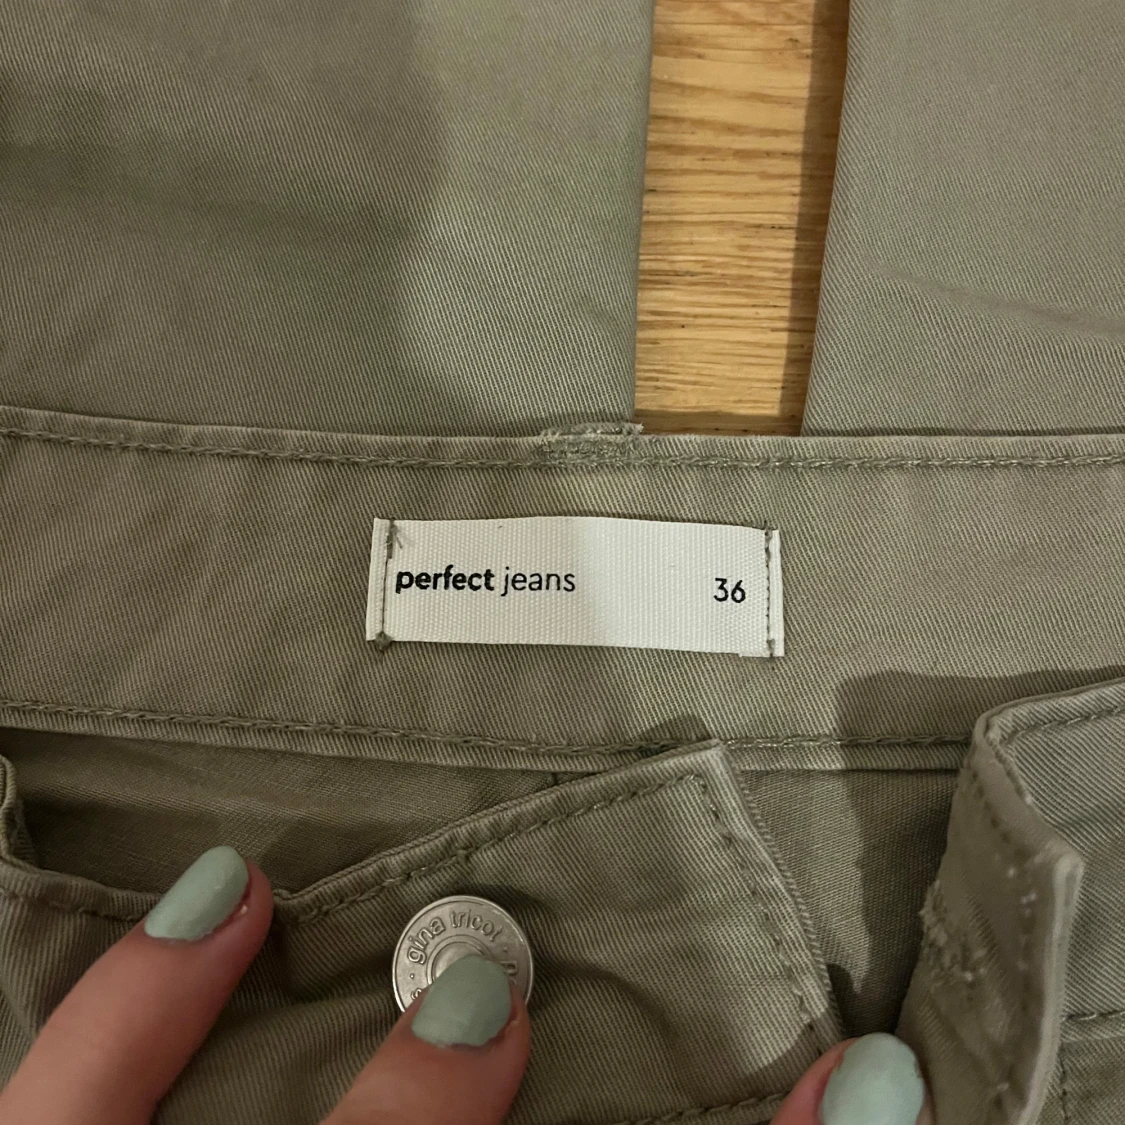 perfect jeans 36
gina tricot